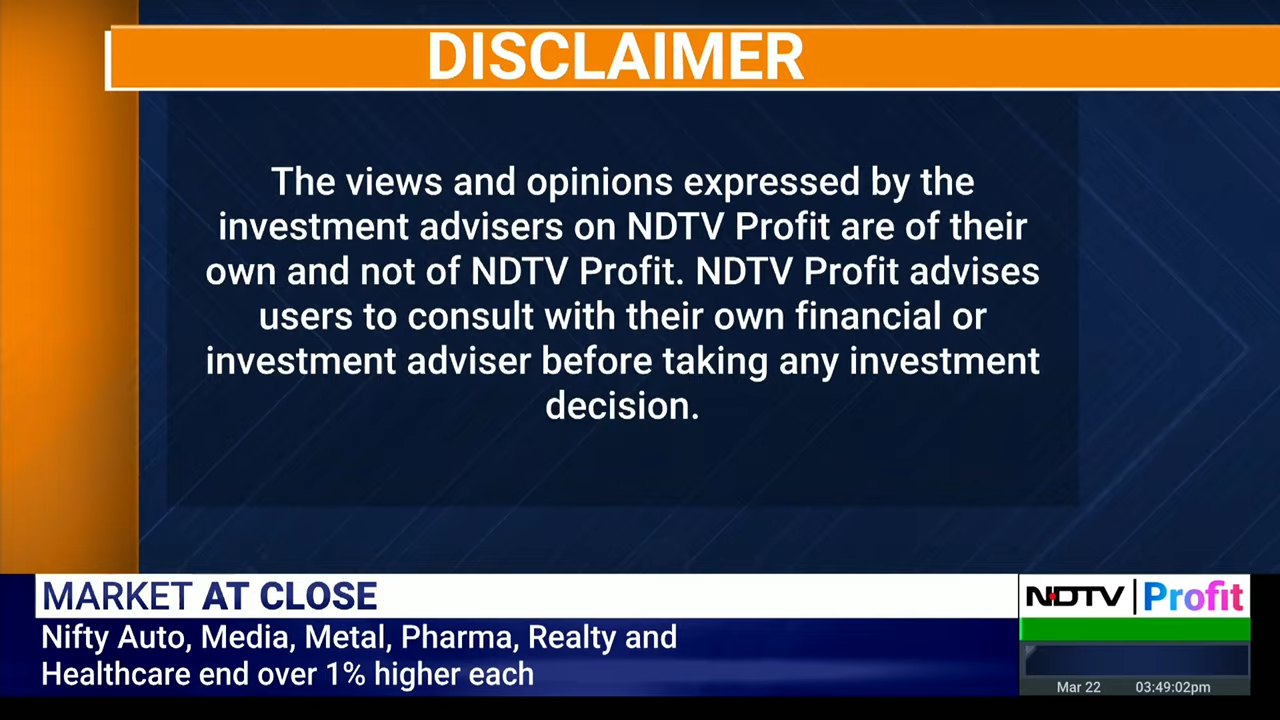 DISCLAIMER
The views and opinions expressed by the
investment advisers on NDTV Profit are of their
own and not of NDTV Profit. NDTV Profit advises
users to consult with their own financial or
investment adviser before taking any investment
decision.
MARKET AT CLOSE
Nifty Auto, Media, Metal, Pharma, Realty and
Healthcare end over 1% higher each
NDTV Profit
Mar 22 03:49:02pm